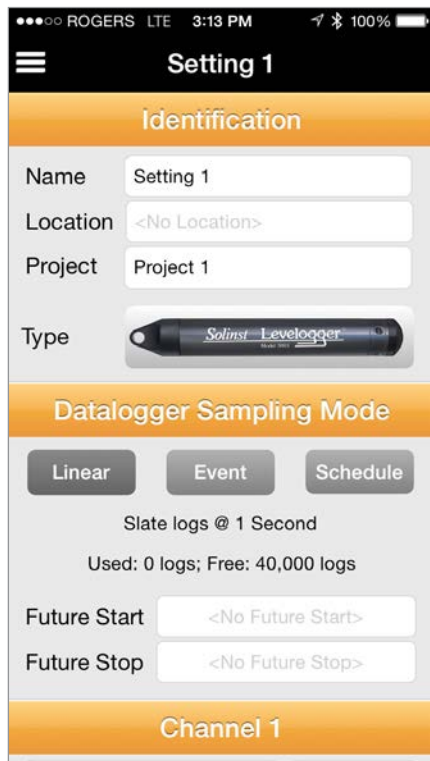 ROGERS LTE 3:13 PM 100%
Setting 1
Identification
Name Setting 1
Location <No Location>
Project Project 1
Type Solinst Levelogger
Datalogger Sampling Mode
Linear Event Schedule
Slate logs @ 1 Second
Used: 0 logs; Free: 40,000 logs
Future Start <No Future Start>
Future Stop <No Future Stop>
Channel 1